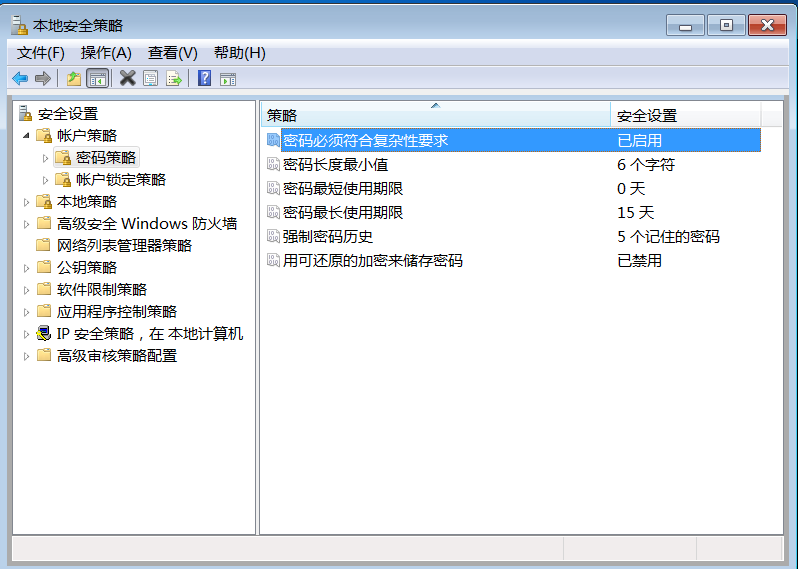 本地安全策略
文件(F) 操作(A) 查看(V) 帮助(H)
安全设置
帐户策略
密码策略
帐户锁定策略
本地策略
高级安全 Windows 防火墙
网络列表管理器策略
公钥策略
软件限制策略
应用程序控制策略
IP 安全策略，在 本地计算机
高级审核策略配置
策略 安全设置
密码必须符合复杂性要求 已启用
密码长度最小值 6 个字符
密码最短使用期限 0 天
密码最长使用期限 15 天
强制密码历史 5 个记住的密码
用可还原的加密来储存密码 已禁用